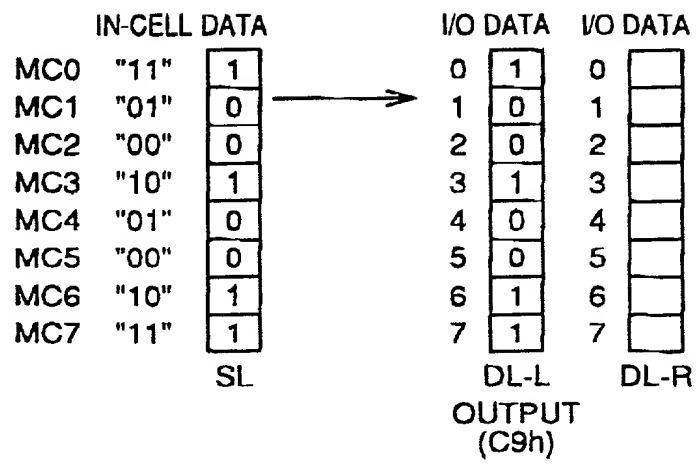 IN-CELL DATA I/O DATA I/O DATA
MC0 "11" 1 0 1 0
MC1 "01" 0 1 0 1
MC2 "00" 0 2 0 2
MC3 "10" 1 3 1 3
MC4 "01" 0 4 0 4
MC5 "00" 0 5 0 5
MC6 "10" 1 6 1 6
MC7 "11" 1 7 1 7
SL DL-L DL-R
OUTPUT
(C9h)